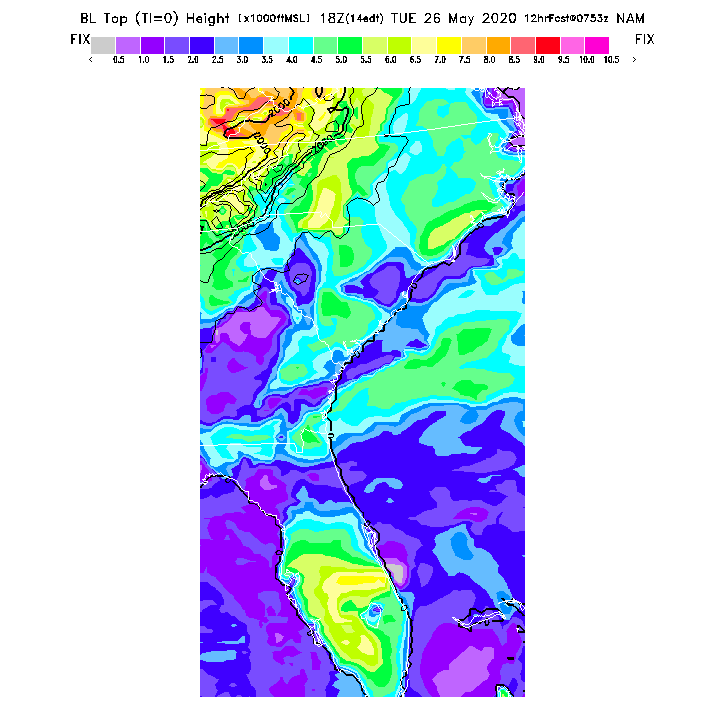 BL Top (TI=0) Height [x1000ftMSL] 18Z(14edt) TUE 26 May 2020 12hrFcst@0753z NAM
FIX FIX
< 0.5 1.0 1.5 2.0 2.5 3.0 3.5 4.0 4.5 5.0 5.5 6.0 6.5 7.0 7.5 8.0 8.5 9.0 9.5 10.0 10.5 >
2000
2000